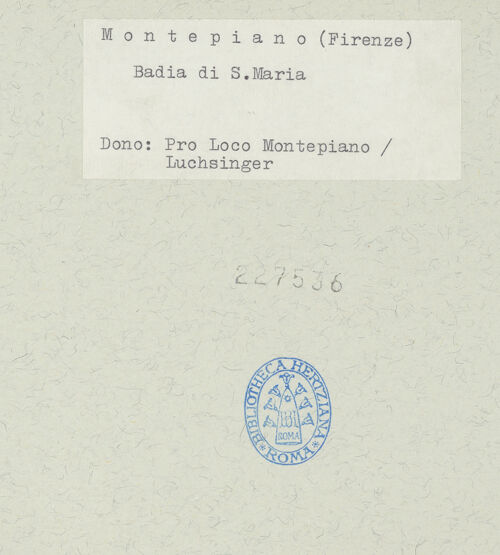 Montepiano (Firenze)
Badia di S.Maria
Dono: Pro Loco Montepiano /
Luchsinger
227536
BIBLIOTHECA HERTZIANA
ROMA
ROMA